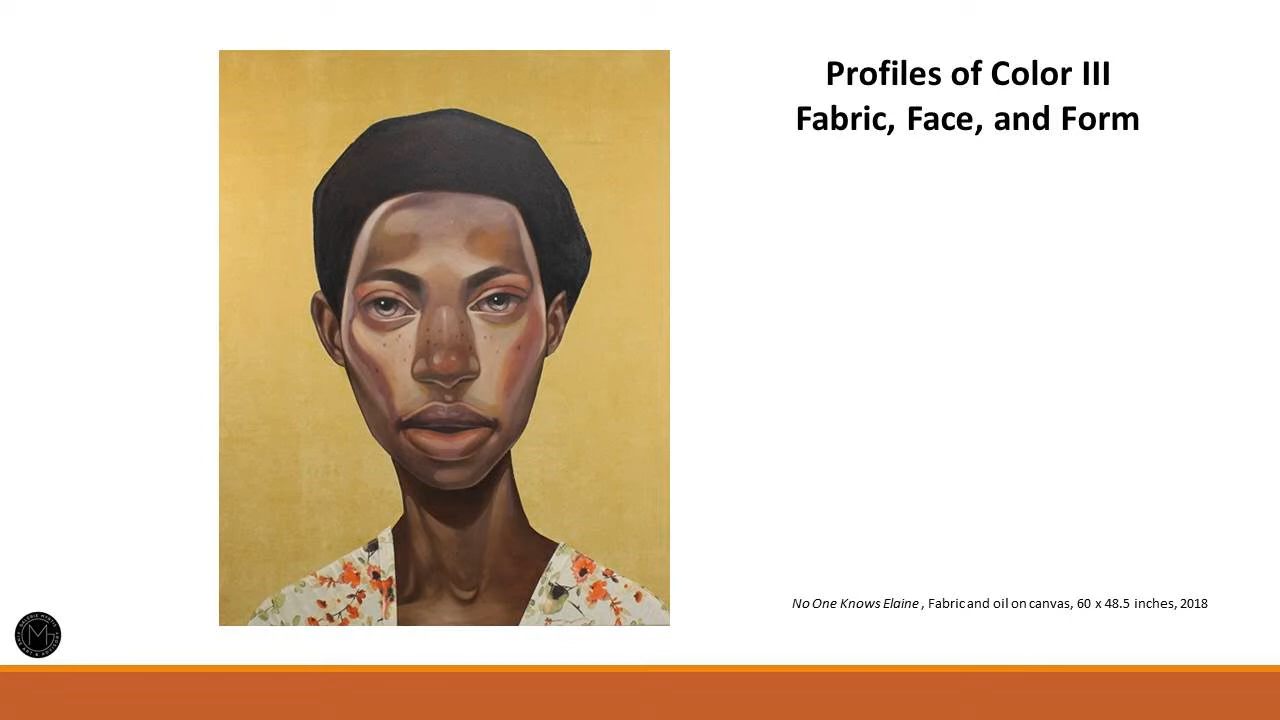 Profiles of Color III
Fabric, Face, and Form
No One Knows Elaine , Fabric and oil on canvas, 60 x 48.5 inches, 2018